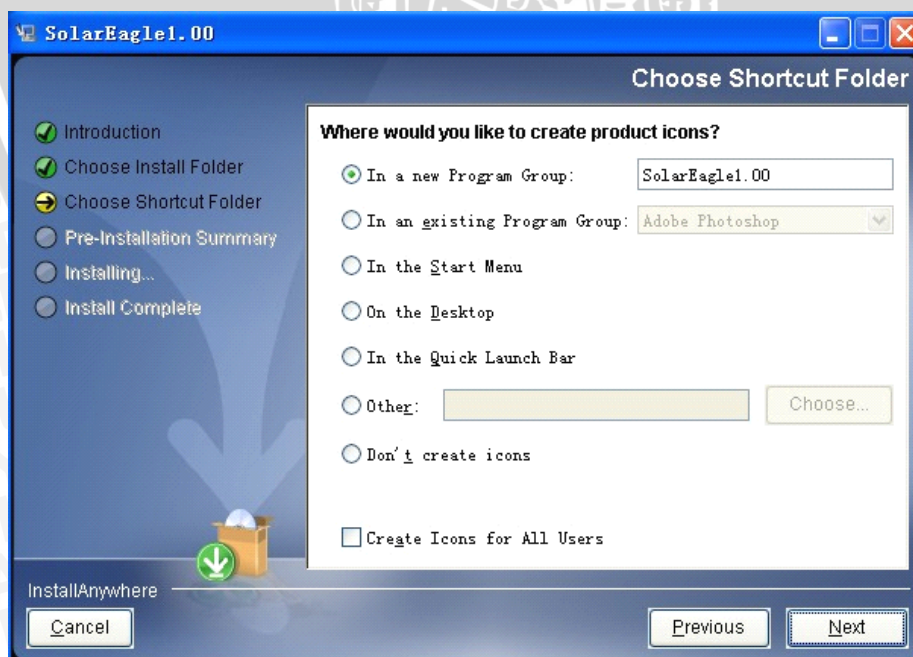 SolarEagle1.00
Choose Shortcut Folder
Introduction
Choose Install Folder
Choose Shortcut Folder
Pre-Installation Summary
Installing...
Install Complete
Where would you like to create product icons?
In a new Program Group: SolarEagle1.00
In an existing Program Group: Adobe Photoshop
In the Start Menu
On the Desktop
In the Quick Launch Bar
Other: Choose...
Don't create icons
Create Icons for All Users
InstallAnywhere
Cancel Previous Next